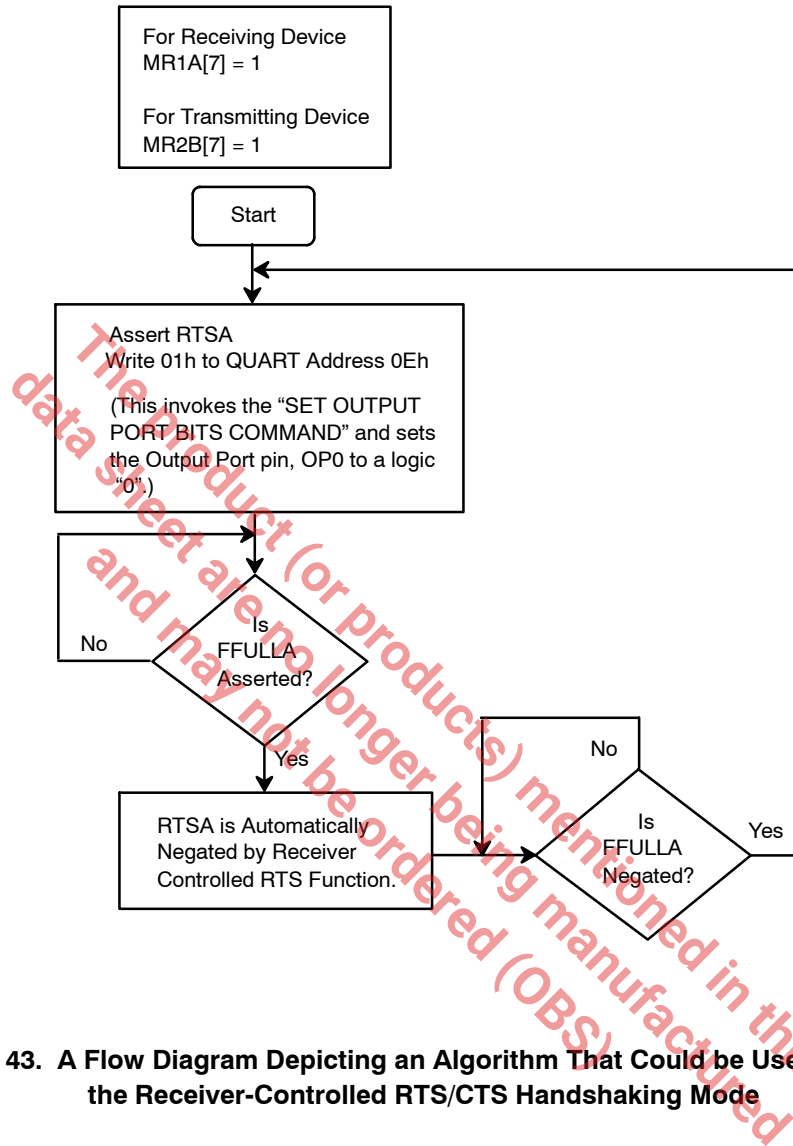 For Receiving Device
MR1A[7] = 1
For Transmitting Device
MR2B[7] = 1
Start
Assert RTSA
Write 01h to QUART Address 0Eh
(This invokes the “SET OUTPUT
PORT BITS COMMAND” and sets
the Output Port pin, OP0 to a logic
“0”.)
No
Is
FFULLA
Asserted?
Yes
RTSA is Automatically
Negated by Receiver
Controlled RTS Function.
No
Is
FFULLA
Negated?
Yes
The product (or products) mentioned in thi
data sheet are no longer being manufactured
and may not be ordered (OBS)
43. A Flow Diagram Depicting an Algorithm That Could be Use
the Receiver-Controlled RTS/CTS Handshaking Mode